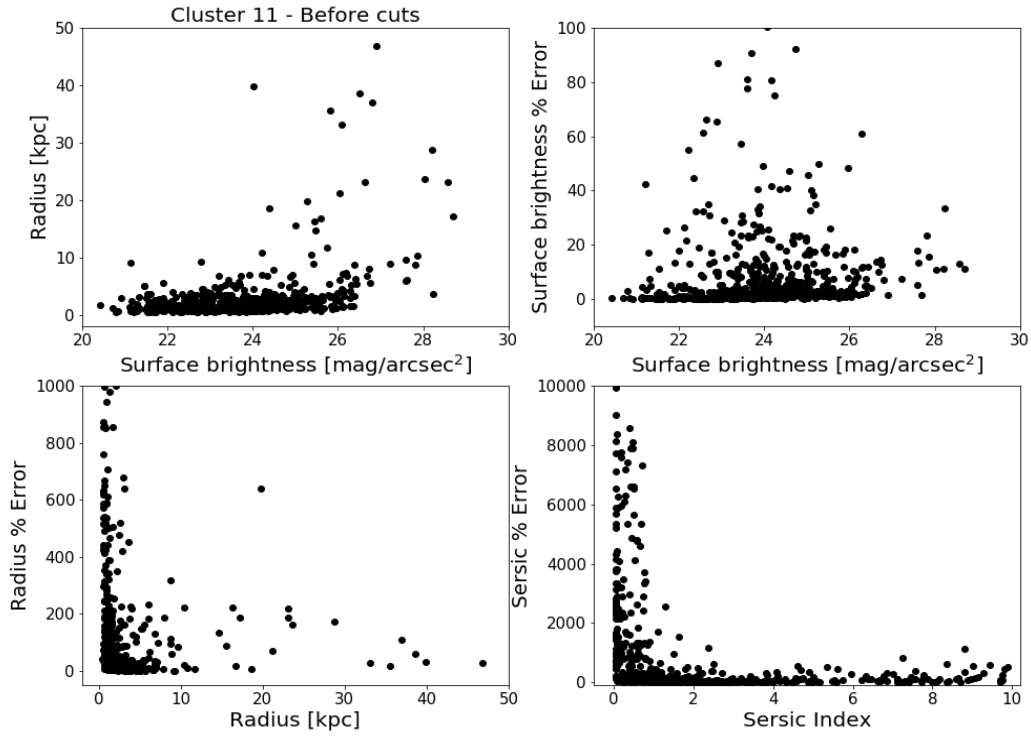 Cluster 11 - Before cuts
50
40
30
20
10
0
Radius [kpc]
20 22 24 26 28 30
Surface brightness [mag/arcsec²]
100
80
60
40
20
0
Surface brightness % Error
20 22 24 26 28 30
Surface brightness [mag/arcsec²]
1000
800
600
400
200
0
Radius % Error
0 10 20 30 40 50
Radius [kpc]
10000
8000
6000
4000
2000
0
Sersic % Error
0 2 4 6 8 10
Sersic Index